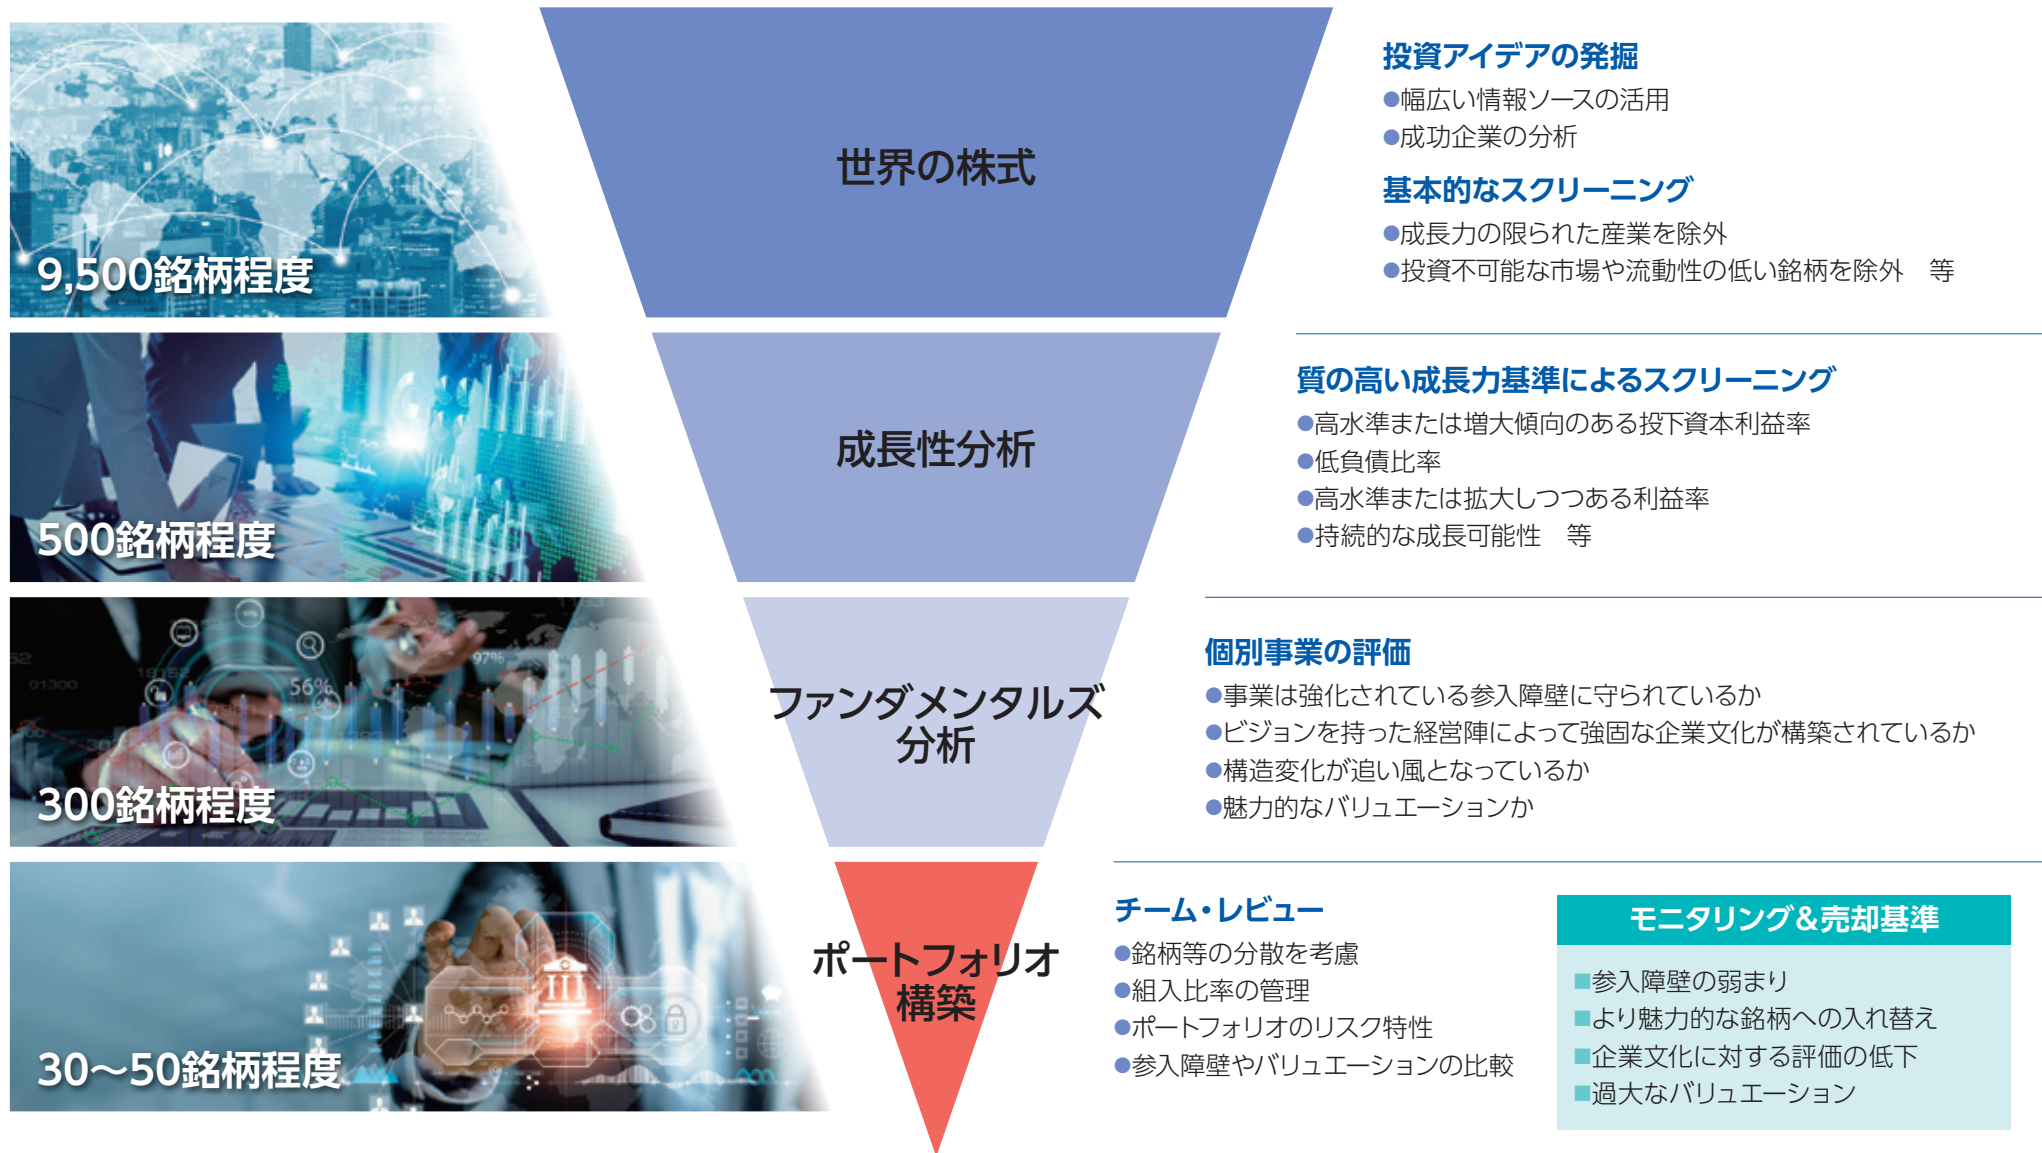 9,500銘柄程度
世界の株式
投資アイデアの発掘
●幅広い情報ソースの活用
●成功企業の分析
基本的なスクリーニング
●成長力の限られた産業を除外
●投資不可能な市場や流動性の低い銘柄を除外　等
500銘柄程度
成長性分析
質の高い成長力基準によるスクリーニング
●高水準または増大傾向のある投下資本利益率
●低負債比率
●高水準または拡大しつつある利益率
●持続的な成長可能性　等
97%
56%
01300
300銘柄程度
ファンダメンタルズ
分析
個別事業の評価
●事業は強化されている参入障壁に守られているか
●ビジョンを持った経営陣によって強固な企業文化が構築されているか
●構造変化が追い風となっているか
●魅力的なバリュエーションか
30〜50銘柄程度
ポートフォリオ
構築
チーム・レビュー
●銘柄等の分散を考慮
●組入比率の管理
●ポートフォリオのリスク特性
●参入障壁やバリュエーションの比較
モニタリング＆売却基準
■参入障壁の弱まり
■より魅力的な銘柄への入れ替え
■企業文化に対する評価の低下
■過大なバリュエーション